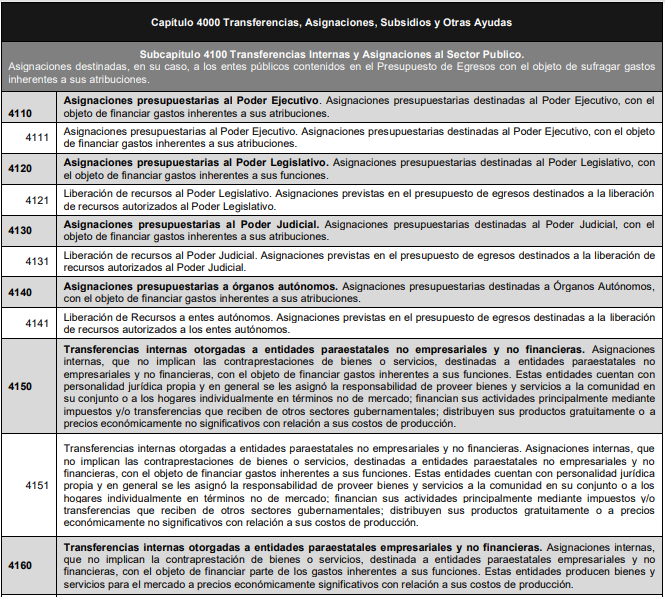 Capítulo 4000 Transferencias, Asignaciones, Subsidios y Otras Ayudas
Subcapitulo 4100 Transferencias Internas y Asignaciones al Sector Publico.
Asignaciones destinadas, en su caso, a los entes públicos contenidos en el Presupuesto de Egresos con el objeto de sufragar gastos
inherentes a sus atribuciones.
4110
Asignaciones presupuestarias al Poder Ejecutivo. Asignaciones presupuestarias destinadas al Poder Ejecutivo, con el
objeto de financiar gastos inherentes a sus atribuciones.
4111
Asignaciones presupuestarias al Poder Ejecutivo. Asignaciones presupuestarias destinadas al Poder Ejecutivo, con el objeto
de financiar gastos inherentes a sus atribuciones.
4120
Asignaciones presupuestarias al Poder Legislativo. Asignaciones presupuestarias destinadas al Poder Legislativo, con
el objeto de financiar gastos inherentes a sus funciones.
4121
Liberación de recursos al Poder Legislativo. Asignaciones previstas en el presupuesto de egresos destinados a la liberación
de recursos autorizados al Poder Legislativo.
4130
Asignaciones presupuestarias al Poder Judicial. Asignaciones presupuestarias destinadas al Poder Judicial, con el
objeto de financiar gastos inherentes a sus atribuciones.
4131
Liberación de recursos al Poder Judicial. Asignaciones previstas en el presupuesto de egresos destinadas a la liberación de
recursos autorizados al Poder Judicial.
4140
Asignaciones presupuestarias a órganos autónomos. Asignaciones presupuestarias destinadas a Órganos Autónomos,
con el objeto de financiar gastos inherentes a sus atribuciones.
4141
Liberación de Recursos a entes autónomos. Asignaciones previstas en el presupuesto de egresos destinadas a la liberación
de recursos autorizados a los entes autónomos.
4150
Transferencias internas otorgadas a entidades paraestatales no empresariales y no financieras. Asignaciones
internas, que no implican las contraprestaciones de bienes o servicios, destinadas a entidades paraestatales no
empresariales y no financieras, con el objeto de financiar gastos inherentes a sus funciones. Estas entidades cuentan con
personalidad jurídica propia y en general se les asignó la responsabilidad de proveer bienes y servicios a la comunidad en
su conjunto o a los hogares individualmente en términos no de mercado; financian sus actividades principalmente mediante
impuestos y/o transferencias que reciben de otros sectores gubernamentales; distribuyen sus productos gratuitamente o a
precios económicamente no significativos con relación a sus costos de producción.
4151
Transferencias internas otorgadas a entidades paraestatales no empresariales y no financieras. Asignaciones internas, que
no implican las contraprestaciones de bienes o servicios, destinadas a entidades paraestatales no empresariales y no
financieras, con el objeto de financiar gastos inherentes a sus funciones. Estas entidades cuentan con personalidad jurídica
propia y en general se les asignó la responsabilidad de proveer bienes y servicios a la comunidad en su conjunto o a los
hogares individualmente en términos no de mercado; financian sus actividades principalmente mediante impuestos y/o
transferencias que reciben de otros sectores gubernamentales; distribuyen sus productos gratuitamente o a precios
económicamente no significativos con relación a sus costos de producción.
4160
Transferencias internas otorgadas a entidades paraestatales empresariales y no financieras. Asignaciones internas,
que no implican la contraprestación de bienes o servicios, destinada a entidades paraestatales empresariales y no
financieras, con el objeto de financiar parte de los gastos inherentes a sus funciones. Estas entidades producen bienes y
servicios para el mercado a precios económicamente significativos con relación a sus costos de producción.